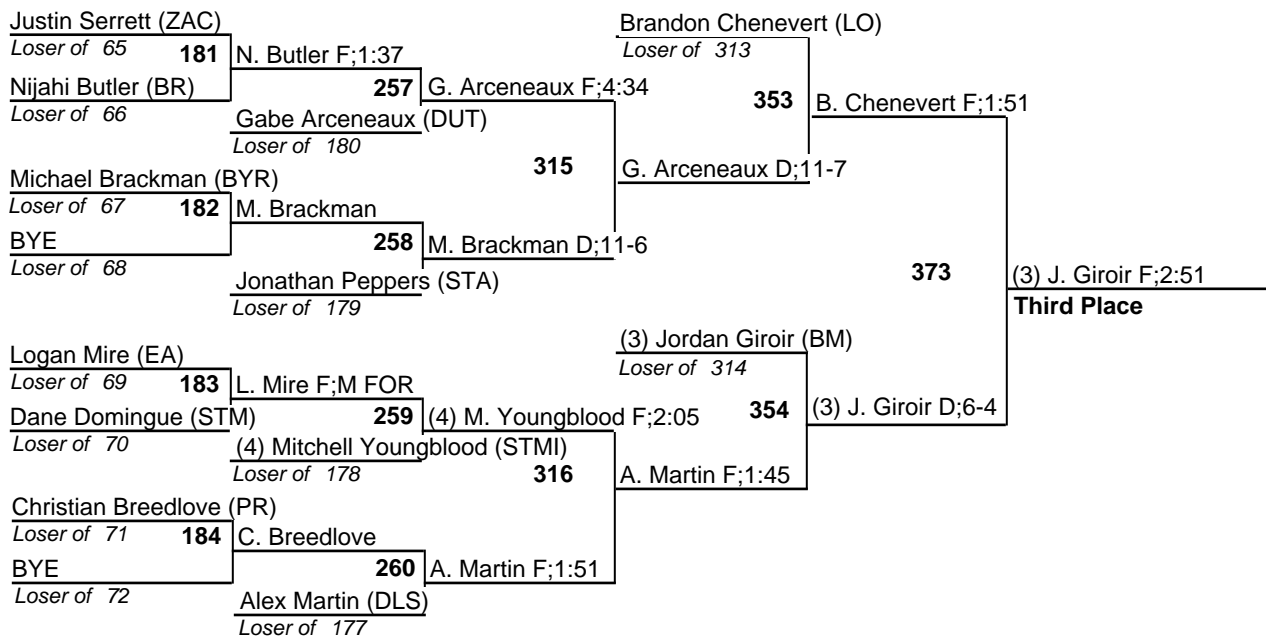 Justin Serrett (ZAC)
Loser of 65
181
N. Butler F;1:37
Nijahi Butler (BR)
Loser of 66
257
G. Arceneaux F;4:34
Gabe Arceneaux (DUT)
Loser of 180
315
G. Arceneaux D;11-7
Michael Brackman (BYR)
Loser of 67
182
M. Brackman
BYE
Loser of 68
258
M. Brackman D;11-6
Jonathan Peppers (STA)
Loser of 179
Brandon Chenevert (LO)
Loser of 313
353
B. Chenevert F;1:51
373
(3) J. Giroir F;2:51
Third Place
Logan Mire (EA)
Loser of 69
183
L. Mire F;M FOR
Dane Domingue (STM)
Loser of 70
259
(4) M. Youngblood F;2:05
(4) Mitchell Youngblood (STMI)
Loser of 178
316
A. Martin F;1:45
Christian Breedlove (PR)
Loser of 71
184
C. Breedlove
BYE
Loser of 72
260
A. Martin F;1:51
Alex Martin (DLS)
Loser of 177
(3) Jordan Giroir (BM)
Loser of 314
354
(3) J. Giroir D;6-4